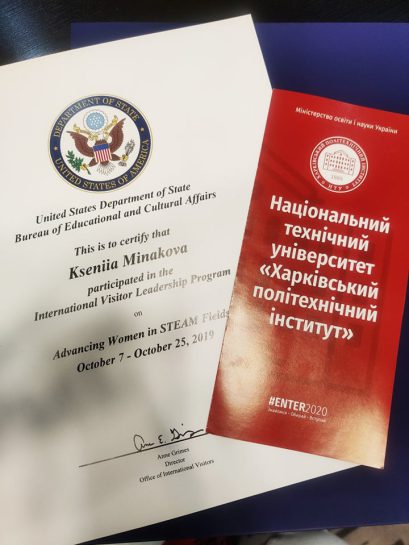 DEPARTMENT OF STATE
UNITED STATES OF AMERICA
United States Department of State
Bureau of Educational and Cultural Affairs
This is to certify that
Kseniia Minakova
participated in the
International Visitor Leadership Program
on
Advancing Women in STEAM Fields
October 7 - October 25, 2019
Anne Grimes
Director
Office of International Visitors
Міністерство освіти і науки України
1885
Національний
технічний
університет
«Харківський
політехнічний
інститут»
#ENTER2020